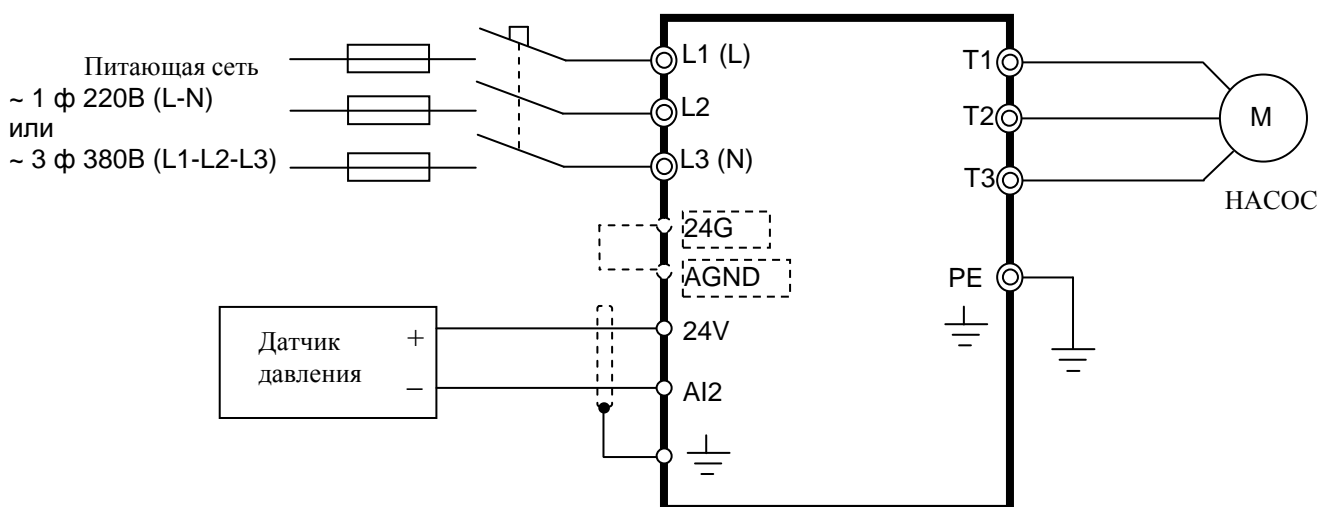 Питающая сеть
~ 1 ф 220В (L-N)
или
~ 3 ф 380В (L1-L2-L3)
L1 (L)
L2
L3 (N)
24G
AGND
24V
AI2
Датчик
давления
+
–
T1
T2
T3
PE
M
НАСОС